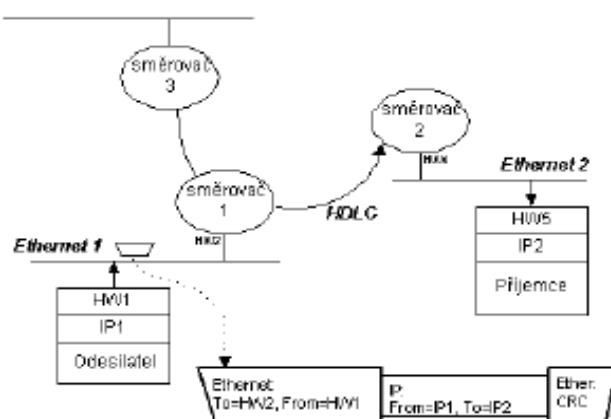 směrovač
3
směrovač
2
HW4
Ethernet 2
směrovač
1
HDLC
HW2
Ethernet 1
HW5
IP2
Příjemce
HW1
IP1
Odesilatel
Ethernet:
To=HW2, From=HW1
IP:
From=IP1, To=IP2
Ether.
CRC